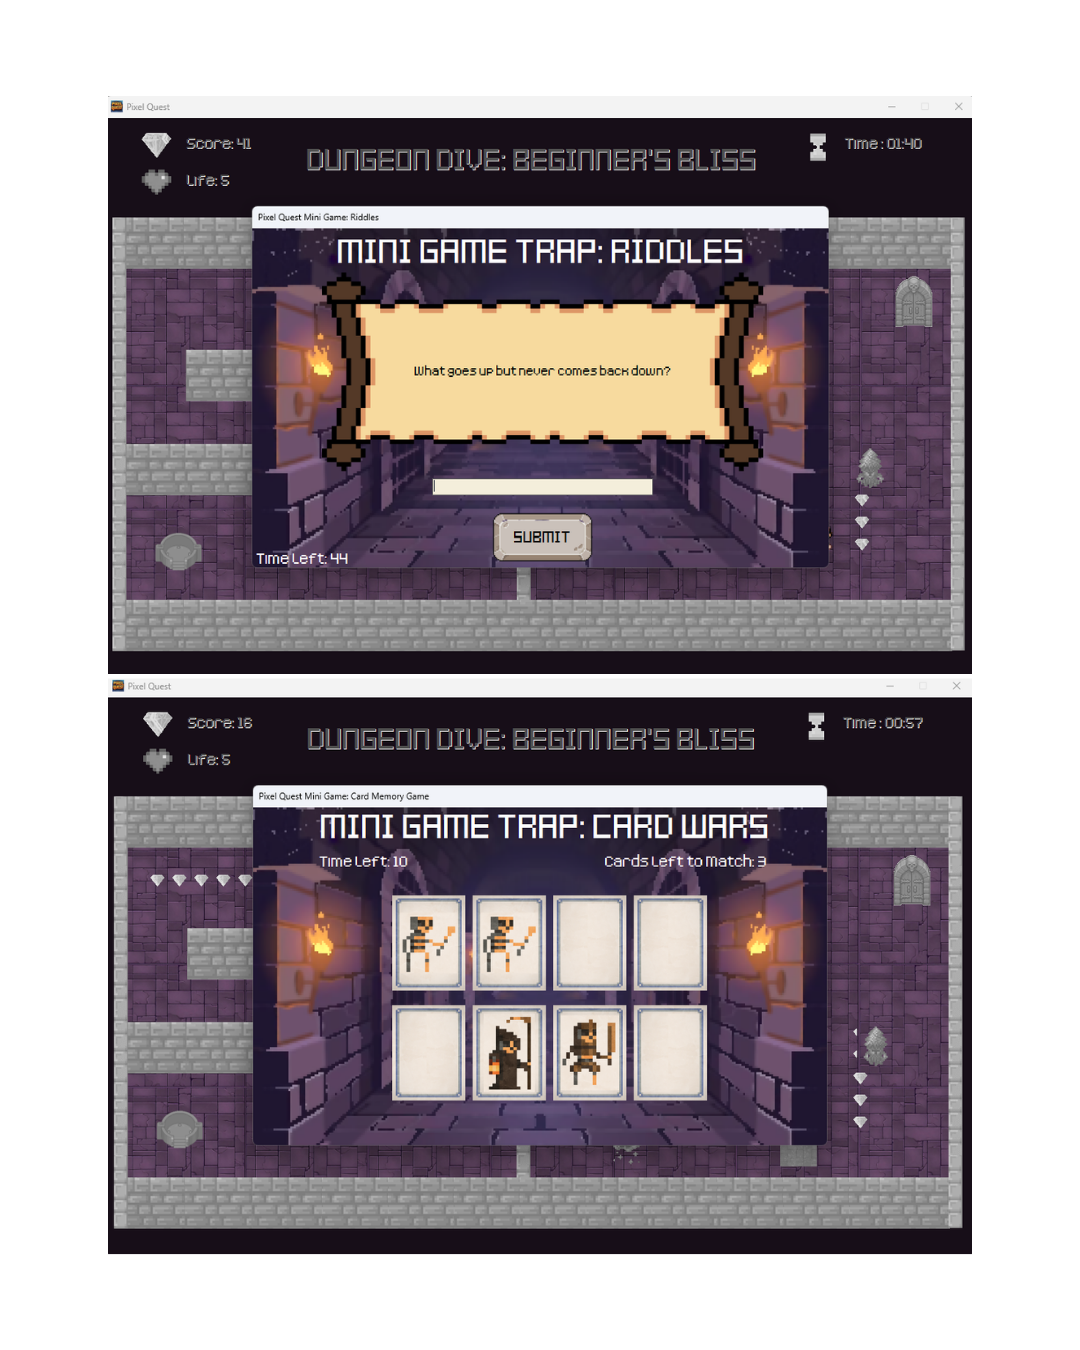 Pixel Quest
Score: 41
DUNGEON DIVE: BEGINNER'S BLISS
Time : 01:40
Life: 5
Pixel Quest Mini Game: Riddles
MINI GAME TRAP: RIDDLES
What goes up but never comes back down?
SUBMIT
Time Left: 44
Pixel Quest
Score: 16
DUNGEON DIVE: BEGINNER'S BLISS
Time : 00:57
Life: 5
Pixel Quest Mini Game: Card Memory Game
MINI GAME TRAP: CARD WARS
Time Left: 10
Cards Left to Match: 3